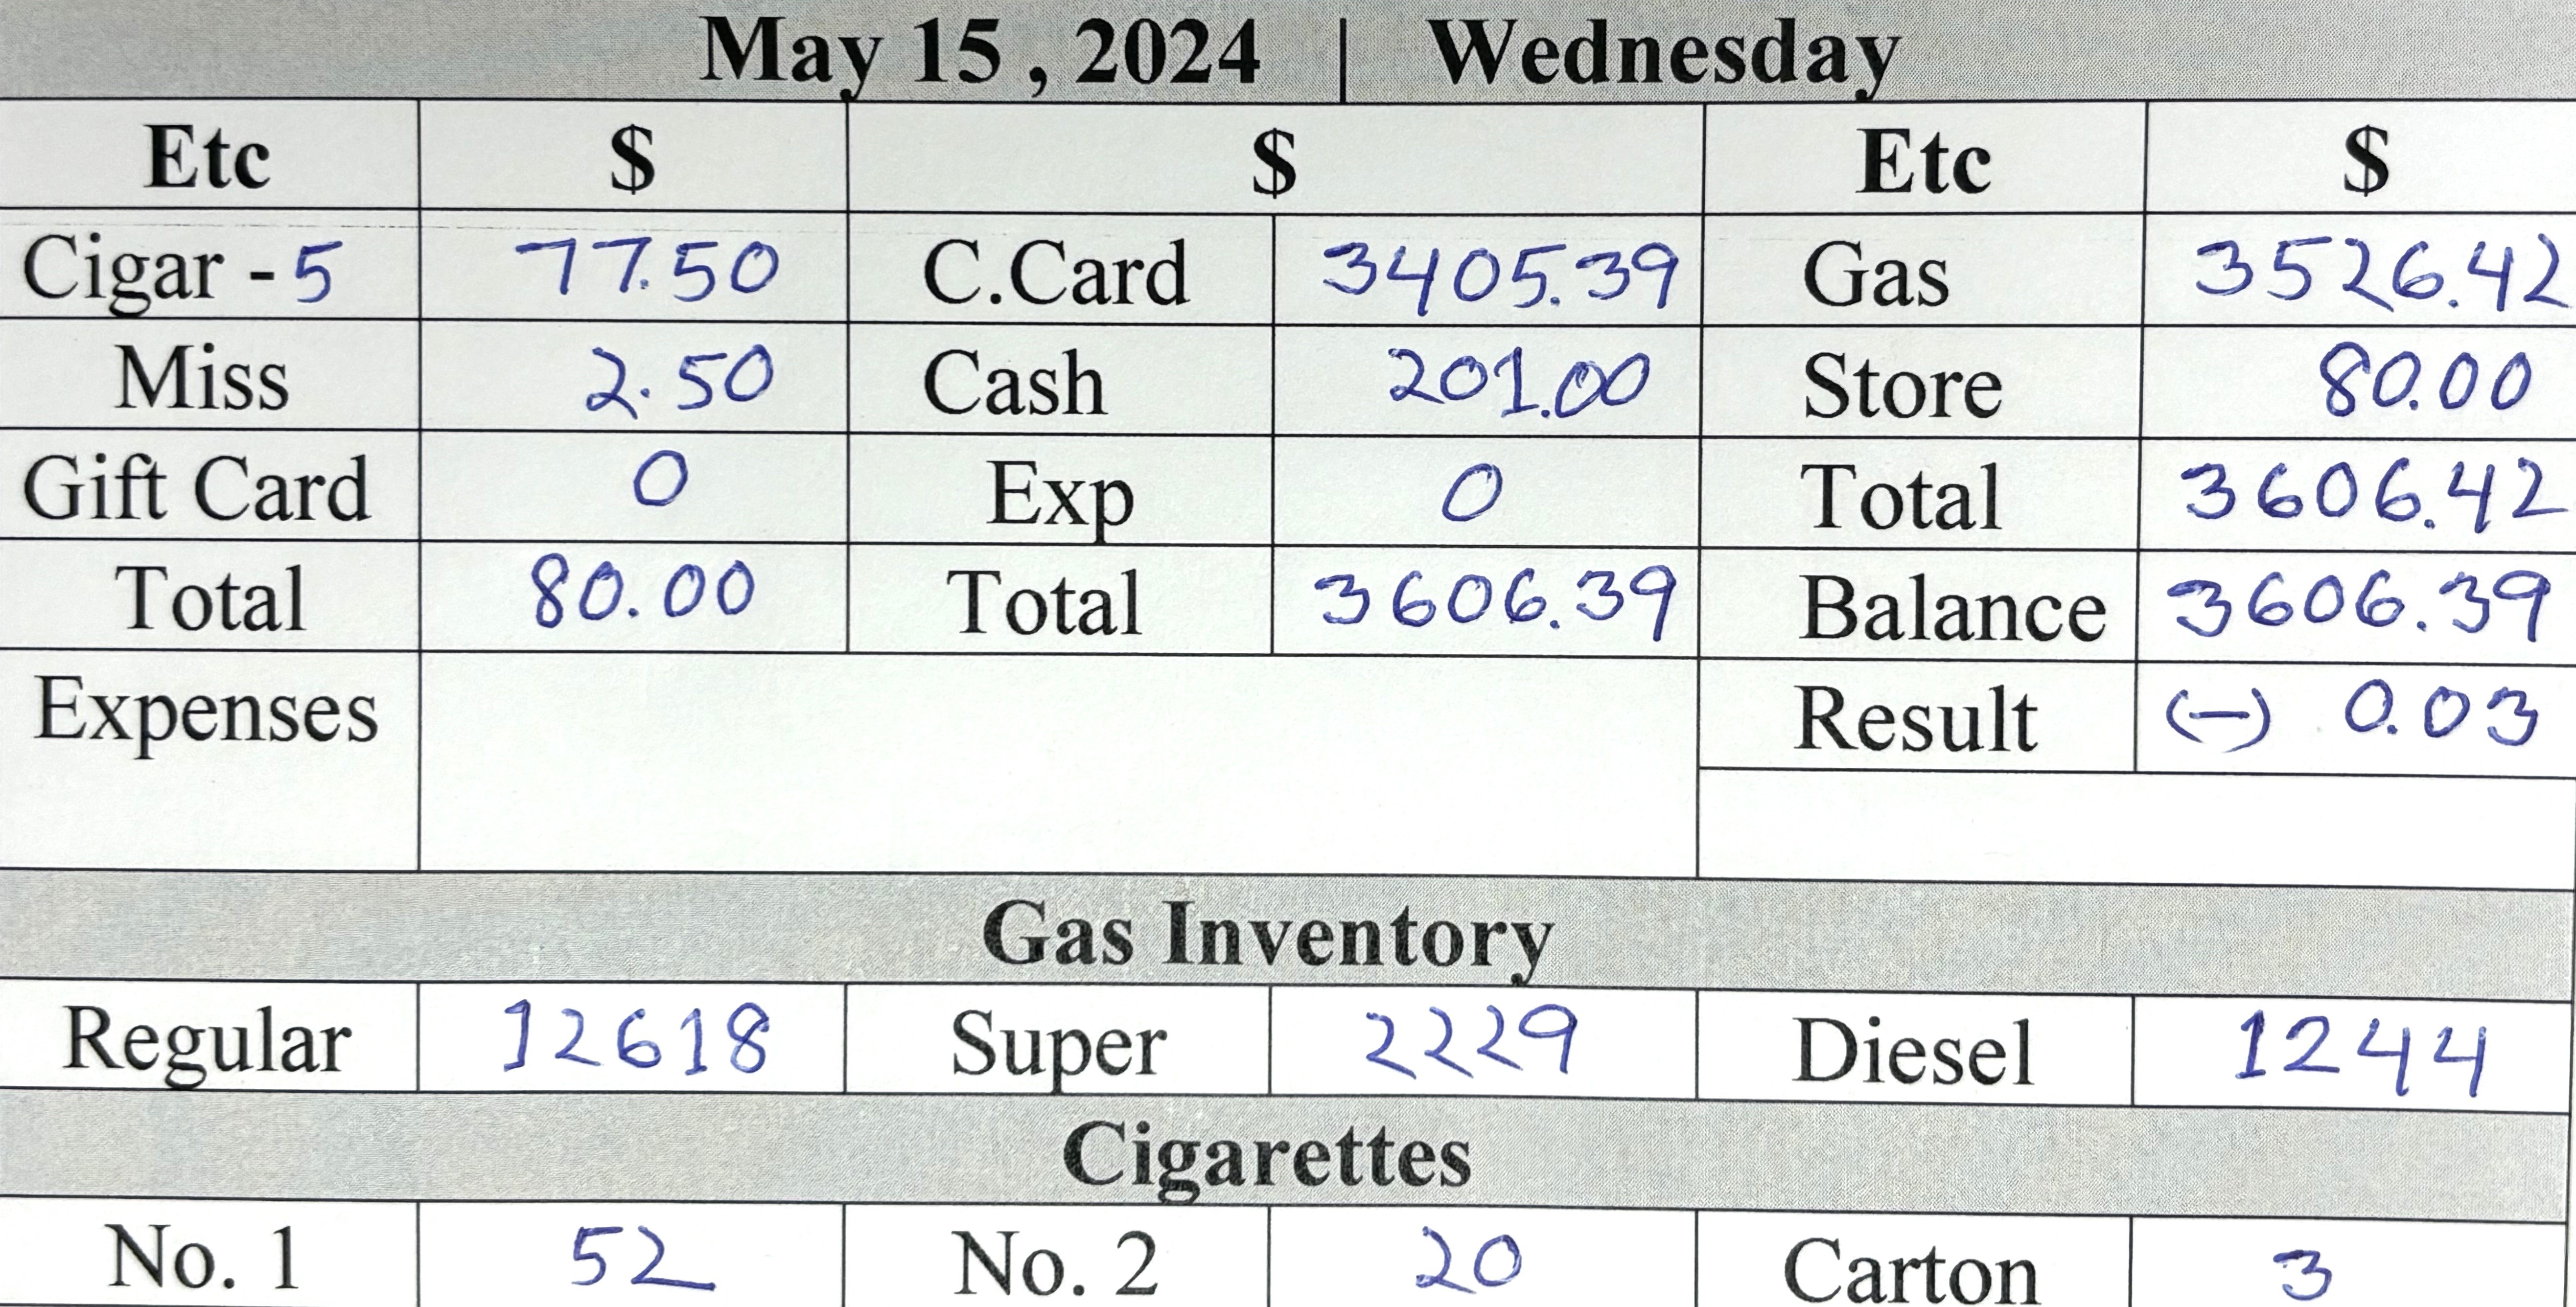 May 15 , 2024 | Wednesday
Etc $ $ Etc $
Cigar - 5 77.50 C.Card 3405.39 Gas 3526.42
Miss 2.50 Cash 201.00 Store 80.00
Gift Card 0 Exp 0 Total 3606.42
Total 80.00 Total 3606.39 Balance 3606.39
Expenses Result (-) 0.03
Gas Inventory
Regular 12618 Super 2229 Diesel 1244
Cigarettes
No. 1 52 No. 2 20 Carton 3